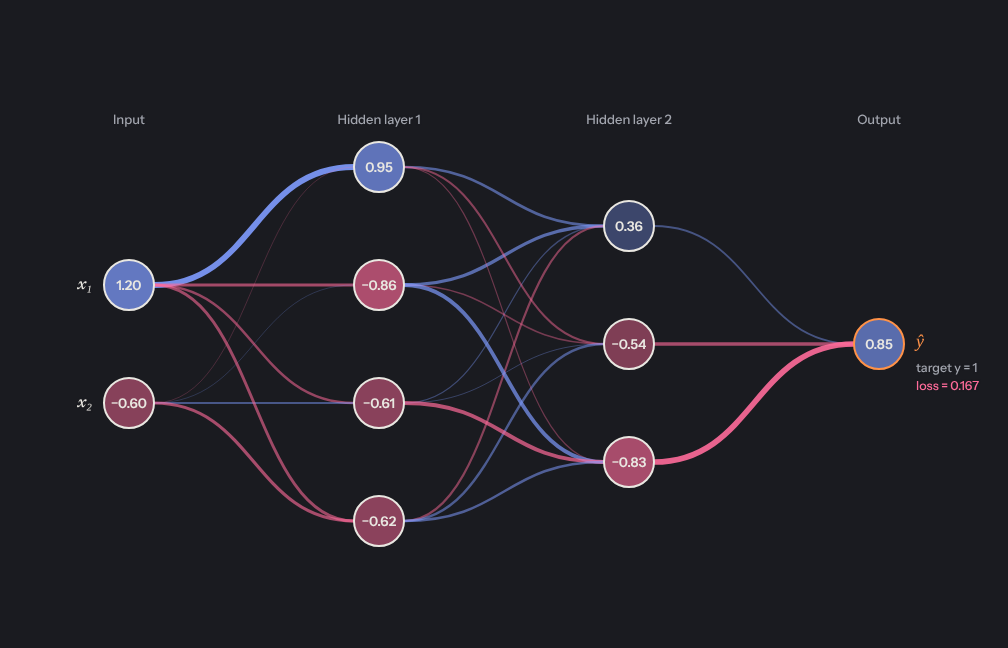 Input
Hidden layer 1
Hidden layer 2
Output
0.95
0.36
x₁
1.20
−0.86
−0.54
0.85
ŷ
target y = 1
loss = 0.167
x₂
−0.60
−0.61
−0.83
−0.62